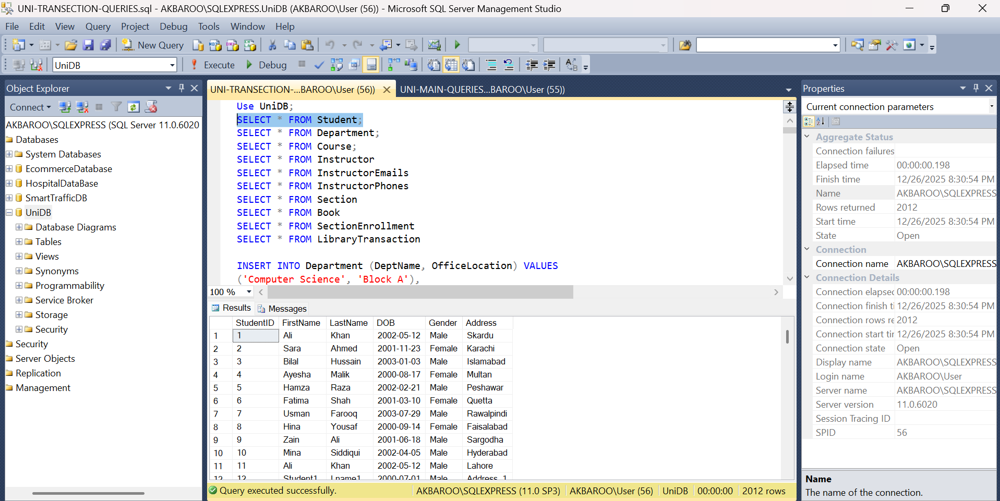 UNI-TRANSECTION-QUERIES.sql - AKBAROO\SQLEXPRESS.UniDB (AKBAROO\User (56)) - Microsoft SQL Server Management Studio
File Edit View Query Project Debug Tools Window Help
New Query
UniDB Execute Debug
Object Explorer
Connect
AKBAROO\SQLEXPRESS (SQL Server 11.0.6020
Databases
System Databases
EcommerceDatabase
HospitalDataBase
SmartTrafficDB
UniDB
Database Diagrams
Tables
Views
Synonyms
Programmability
Service Broker
Storage
Security
Security
Server Objects
Replication
Management
UNI-TRANSECTION-...BAROO\User (56)) UNI-MAIN-QUERIES...BAROO\User (55))
Use UniDB;
SELECT * FROM Student;
SELECT * FROM Department;
SELECT * FROM Course;
SELECT * FROM Instructor
SELECT * FROM InstructorEmails
SELECT * FROM InstructorPhones
SELECT * FROM Section
SELECT * FROM Book
SELECT * FROM SectionEnrollment
SELECT * FROM LibraryTransaction
INSERT INTO Department (DeptName, OfficeLocation) VALUES
('Computer Science', 'Block A'),
100 %
Results Messages
StudentID FirstName LastName DOB Gender Address
1 1 Ali Khan 2002-05-12 Male Skardu
2 2 Sara Ahmed 2001-11-23 Female Karachi
3 3 Bilal Hussain 2003-01-03 Male Islamabad
4 4 Ayesha Malik 2000-08-17 Female Multan
5 5 Hamza Raza 2002-02-21 Male Peshawar
6 6 Fatima Shah 2001-03-10 Female Quetta
7 7 Usman Farooq 2003-07-29 Male Rawalpindi
8 8 Hina Yousaf 2000-09-14 Female Faisalabad
9 9 Zain Ali 2001-06-18 Male Sargodha
10 10 Mina Siddiqui 2002-04-05 Male Hyderabad
11 11 Ali Khan 2002-05-12 Male Lahore
12 12 Student1 Lname1 2000-07-01 Male Address 1
Query executed successfully. AKBAROO\SQLEXPRESS (11.0 SP3) AKBAROO\User (56) UniDB 00:00:00 2012 rows
Properties
Current connection parameters
Aggregate Status
Connection failures
Elapsed time 00:00:00.198
Finish time 12/26/2025 8:30:54 PM
Name AKBAROO\SQLEXPRESS
Rows returned 2012
Start time 12/26/2025 8:30:54 PM
State Open
Connection
Connection name AKBAROO\SQLEXPRESS
Connection Details
Connection elapsec 00:00:00.198
Connection finish ti 12/26/2025 8:30:54 PM
Connection rows re 2012
Connection start tir 12/26/2025 8:30:54 PM
Connection state Open
Display name AKBAROO\SQLEXPRESS
Login name AKBAROO\User
Server name AKBAROO\SQLEXPRESS
Server version 11.0.6020
Session Tracing ID
SPID 56
Name
The name of the connection.